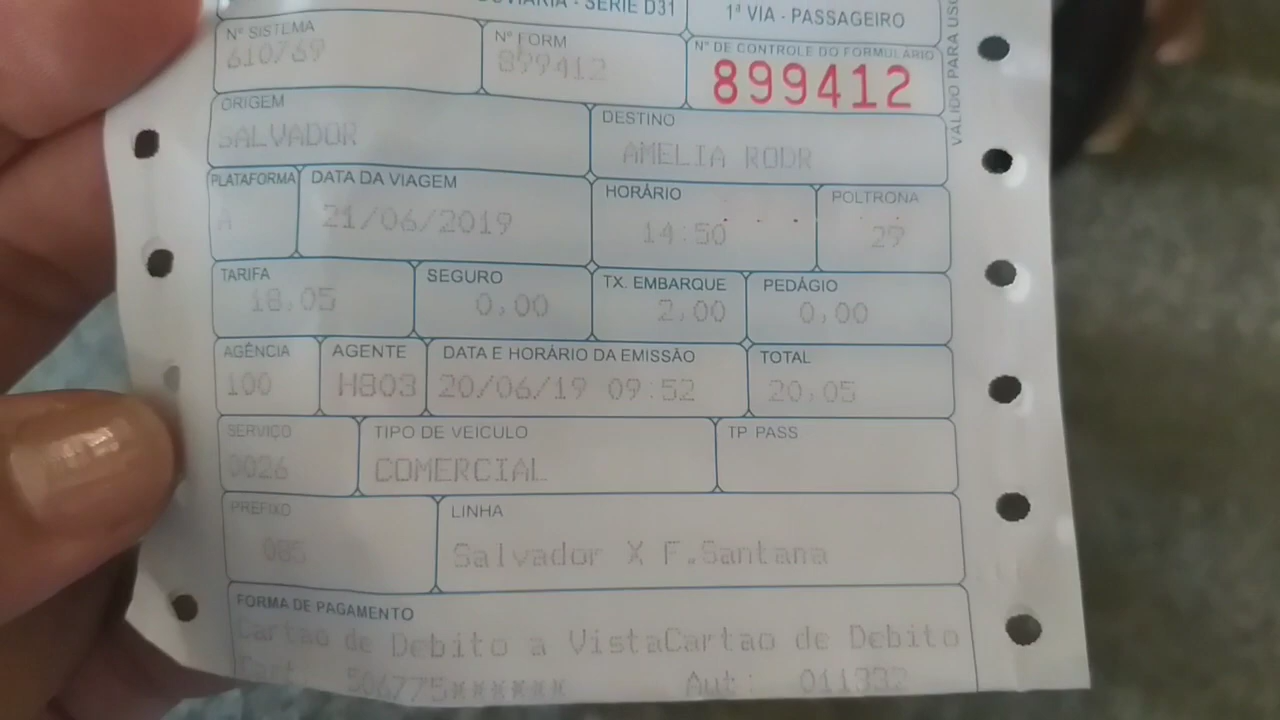 DOVIÁRIA - SÉRIE D31
1ª VIA - PASSAGEIRO
Nº SISTEMA
610769
Nº FORM
899412
Nº DE CONTROLE DO FORMULÁRIO
899412
VÁLIDO PARA USO
ORIGEM
SALVADOR
DESTINO
AMELIA RODR
PLATAFORMA
A
DATA DA VIAGEM
21/06/2019
HORÁRIO
14:50
POLTRONA
29
TARIFA
18,05
SEGURO
0,00
TX. EMBARQUE
2,00
PEDÁGIO
0,00
AGÊNCIA
100
AGENTE
H803
DATA E HORÁRIO DA EMISSÃO
20/06/19 09:52
TOTAL
20,05
SERVIÇO
0026
TIPO DE VEICULO
COMERCIAL
TP PASS
PREFIXO
085
LINHA
Salvador X F.Santana
FORMA DE PAGAMENTO
Cartao de Debito a VistaCartao de Debito
Cart: 506775****** Aut: 011332